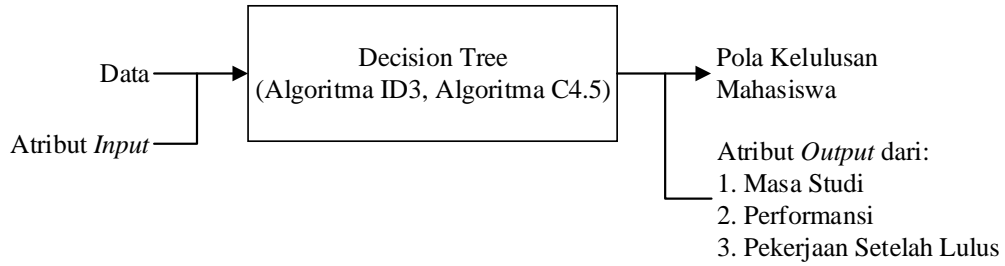 Data
Atribut Input
Decision Tree
(Algoritma ID3, Algoritma C4.5)
Pola Kelulusan
Mahasiswa
Atribut Output dari:
1. Masa Studi
2. Performansi
3. Pekerjaan Setelah Lulus